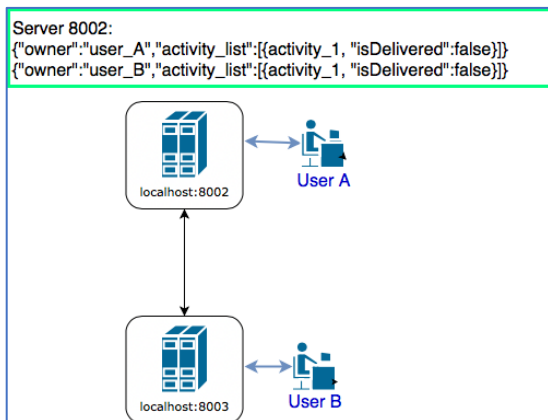 Server 8002:
{"owner":"user_A","activity_list":[{activity_1, "isDelivered":false}]}
{"owner":"user_B","activity_list":[{activity_1, "isDelivered":false}]}
localhost:8002
User A
localhost:8003
User B